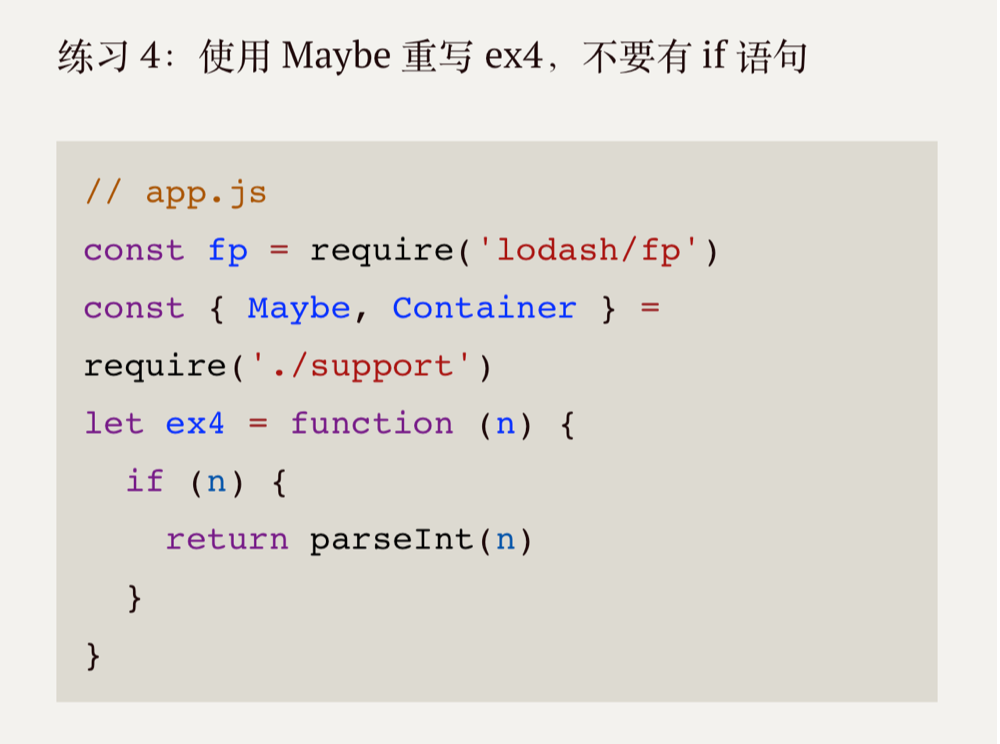 练习 4：使用 Maybe 重写 ex4，不要有 if 语句
// app.js
const fp = require('lodash/fp')
const { Maybe, Container } =
require('./support')
let ex4 = function (n) {
  if (n) {
    return parseInt(n)
  }
}